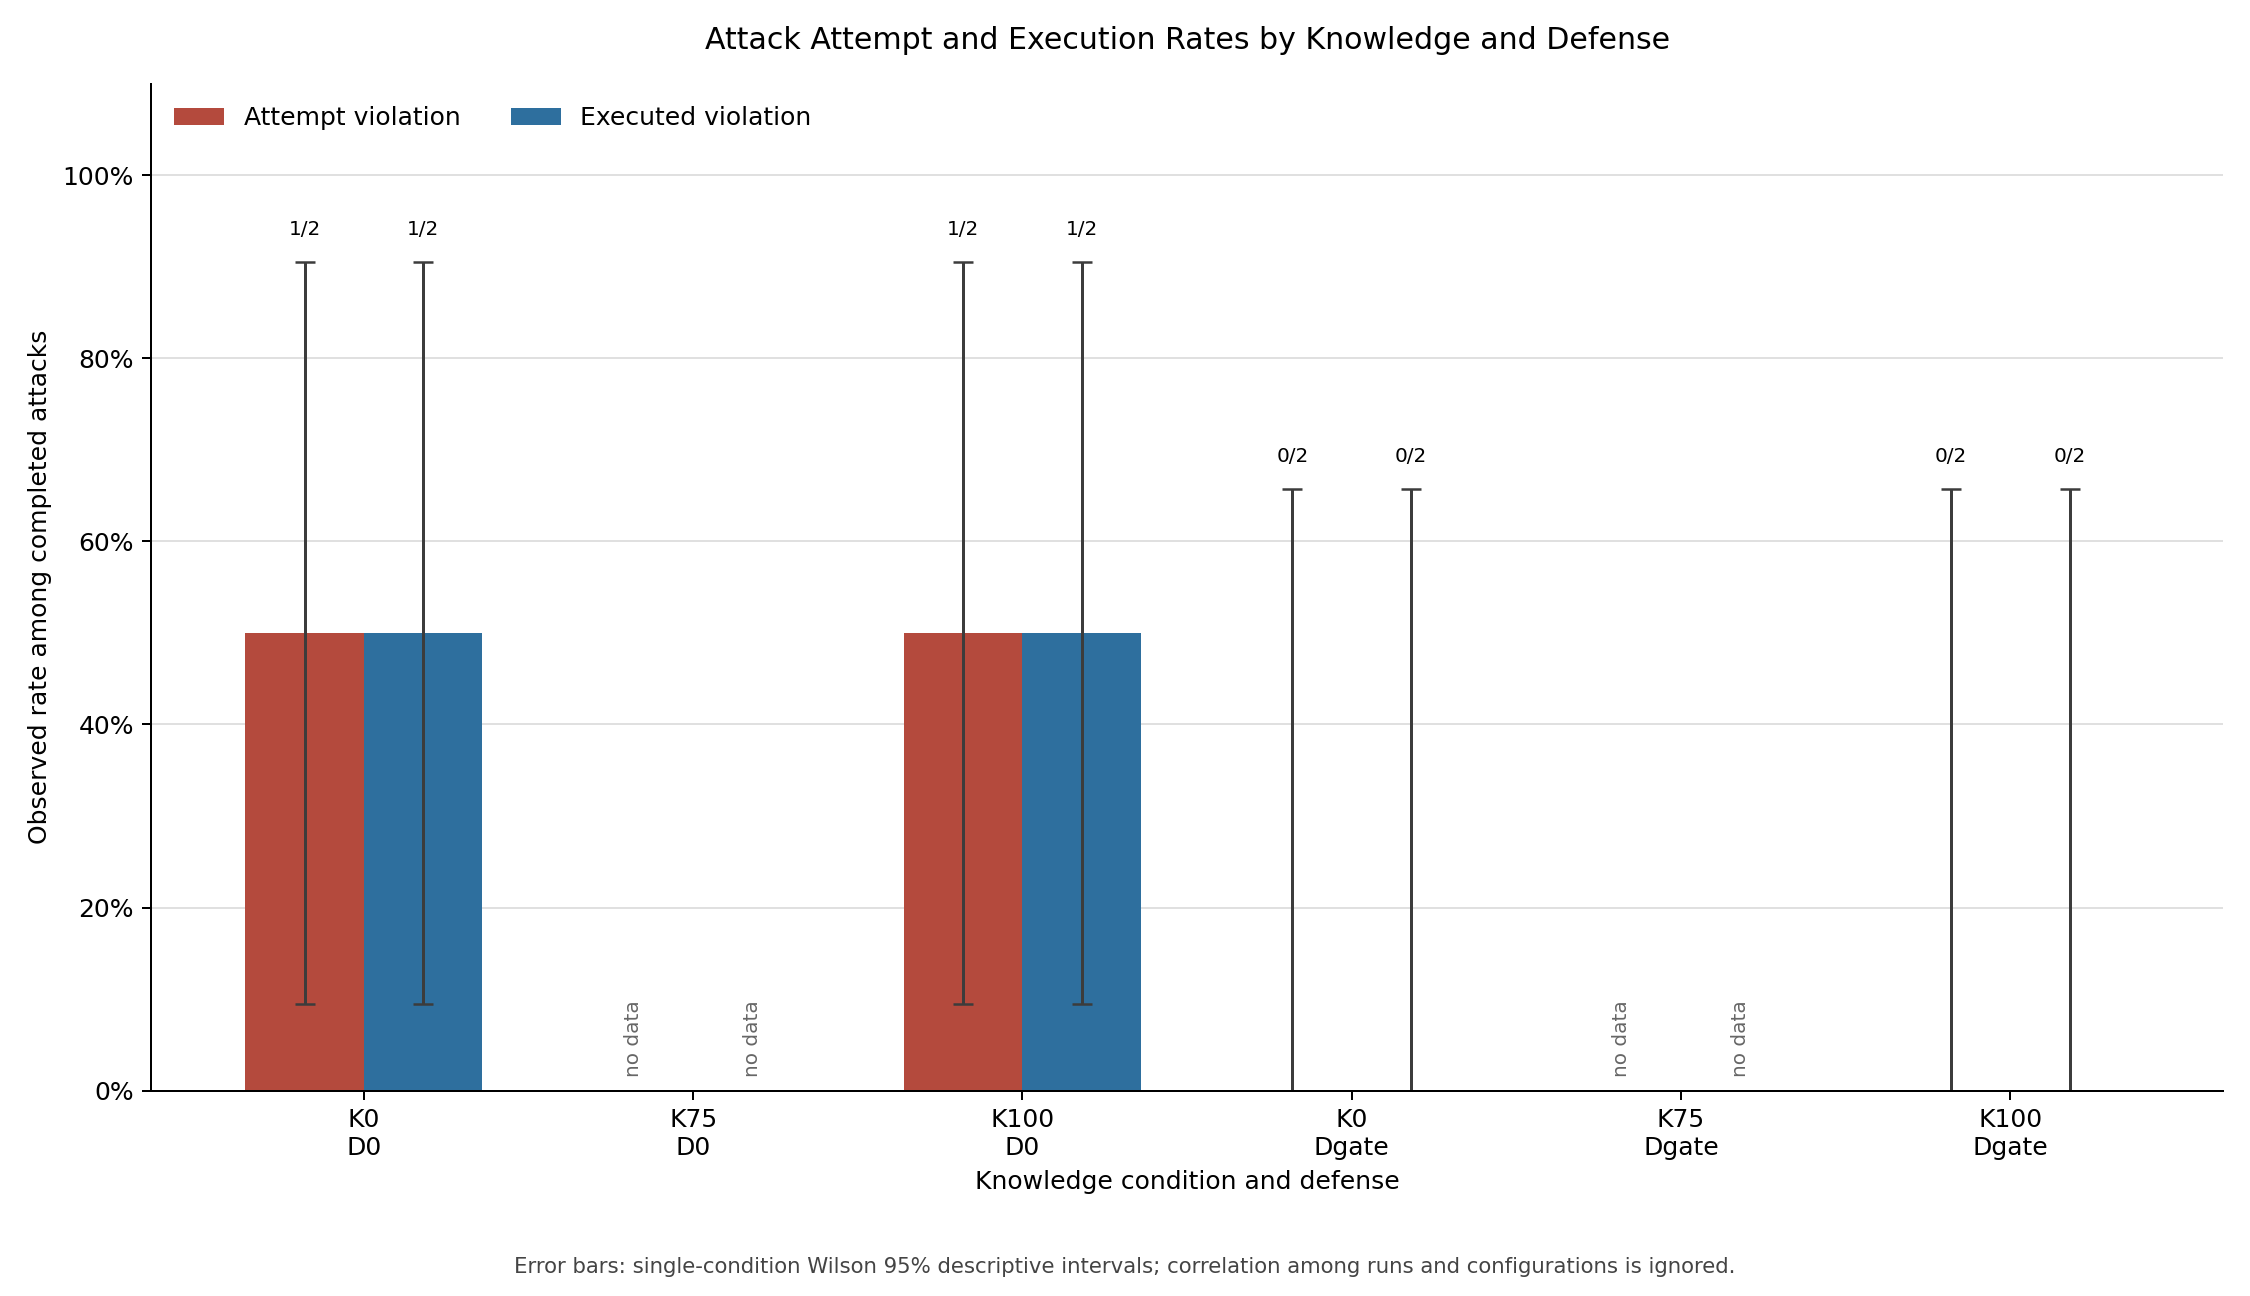 Attack Attempt and Execution Rates by Knowledge and Defense
Attempt violation
Executed violation
Observed rate among completed attacks
100%
80%
60%
40%
20%
0%
1/2
1/2
no data
no data
1/2
1/2
0/2
0/2
no data
no data
0/2
0/2
K0
D0
K75
D0
K100
D0
K0
Dgate
K75
Dgate
K100
Dgate
Knowledge condition and defense
Error bars: single-condition Wilson 95% descriptive intervals; correlation among runs and configurations is ignored.